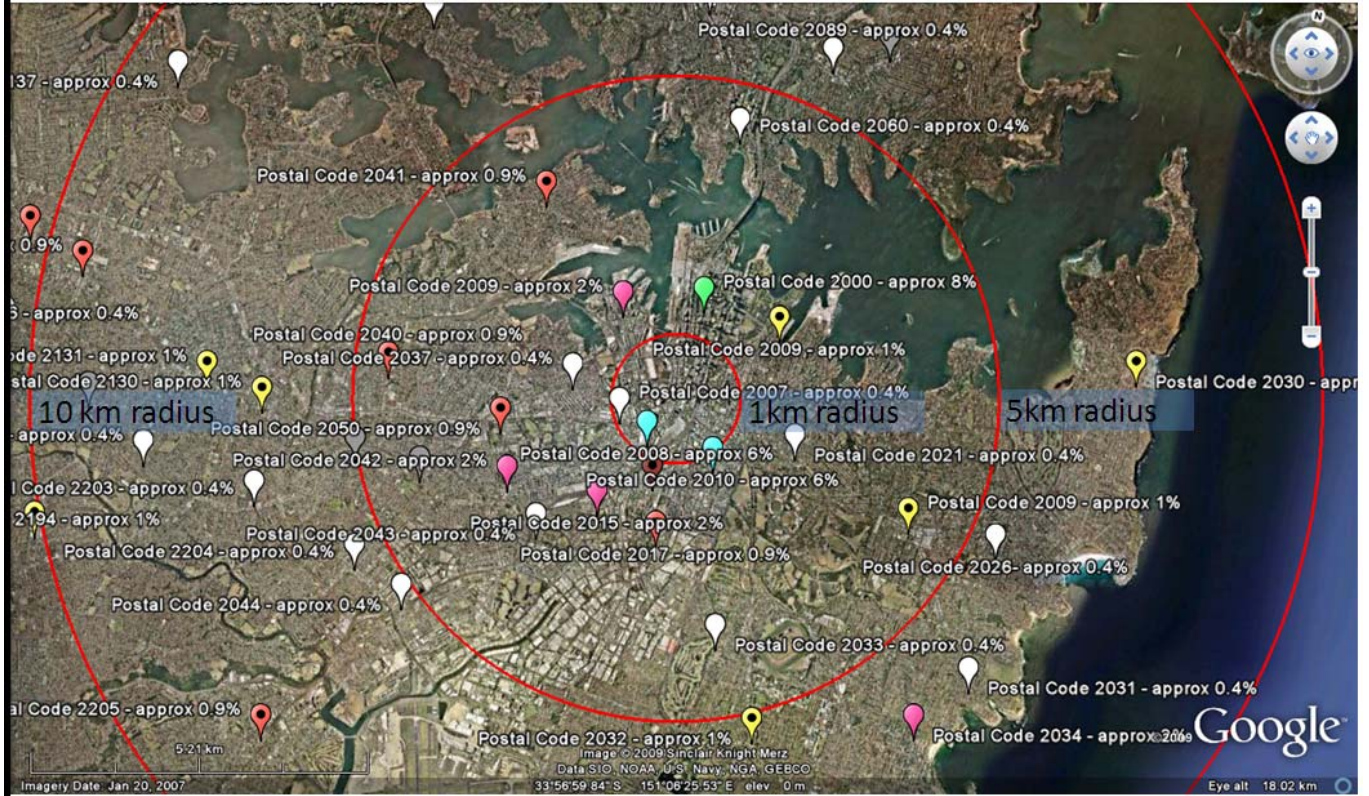 Postal Code 2089 - approx 0.4%
N
137 - approx 0.4%
Postal Code 2060 - approx 0.4%
Postal Code 2041 - approx 0.9%
0.9%
Postal Code 2009 - approx 2%
Postal Code 2000 - approx 8%
- approx 0.4%
Postal Code 2040 - approx 0.9%
Postal Code 2009 - approx 1%
ode 2131 - approx 1%
Postal Code 2037 - approx 0.4%
stal Code 2130 - approx 1%
Postal Code 2030 - appr
Postal Code 2007 - approx 0.4%
10 km radius
1km radius
5km radius
Postal Code 2050 - approx 0.9%
- approx 0.4%
Postal Code 2008 - approx 6%
Postal Code 2021 - approx 0.4%
Postal Code 2042 - approx 2%
Postal Code 2010 - approx 6%
l Code 2203 - approx 0.4%
Postal Code 2009 - approx 1%
2194 - approx 1%
Postal Code 2015 - approx 2%
Postal Code 2043 - approx 0.4%
Postal Code 2204 - approx 0.4%
Postal Code 2017 - approx 0.9%
Postal Code 2026- approx 0.4%
Postal Code 2044 - approx 0.4%
Postal Code 2033 - approx 0.4%
Postal Code 2031 - approx 0.4%
al Code 2205 - approx 0.9%
Postal Code 2032 - approx 1%
Postal Code 2034 - approx 2%
Google
5.21 km
Image © 2009 Sinclair Knight Merz
Data SIO, NOAA, U.S. Navy, NGA, GEBCO
Imagery Date: Jan 20, 2007
33°56'59.84" S 151°06'25.53" E elev 0 m
Eye alt 18.02 km